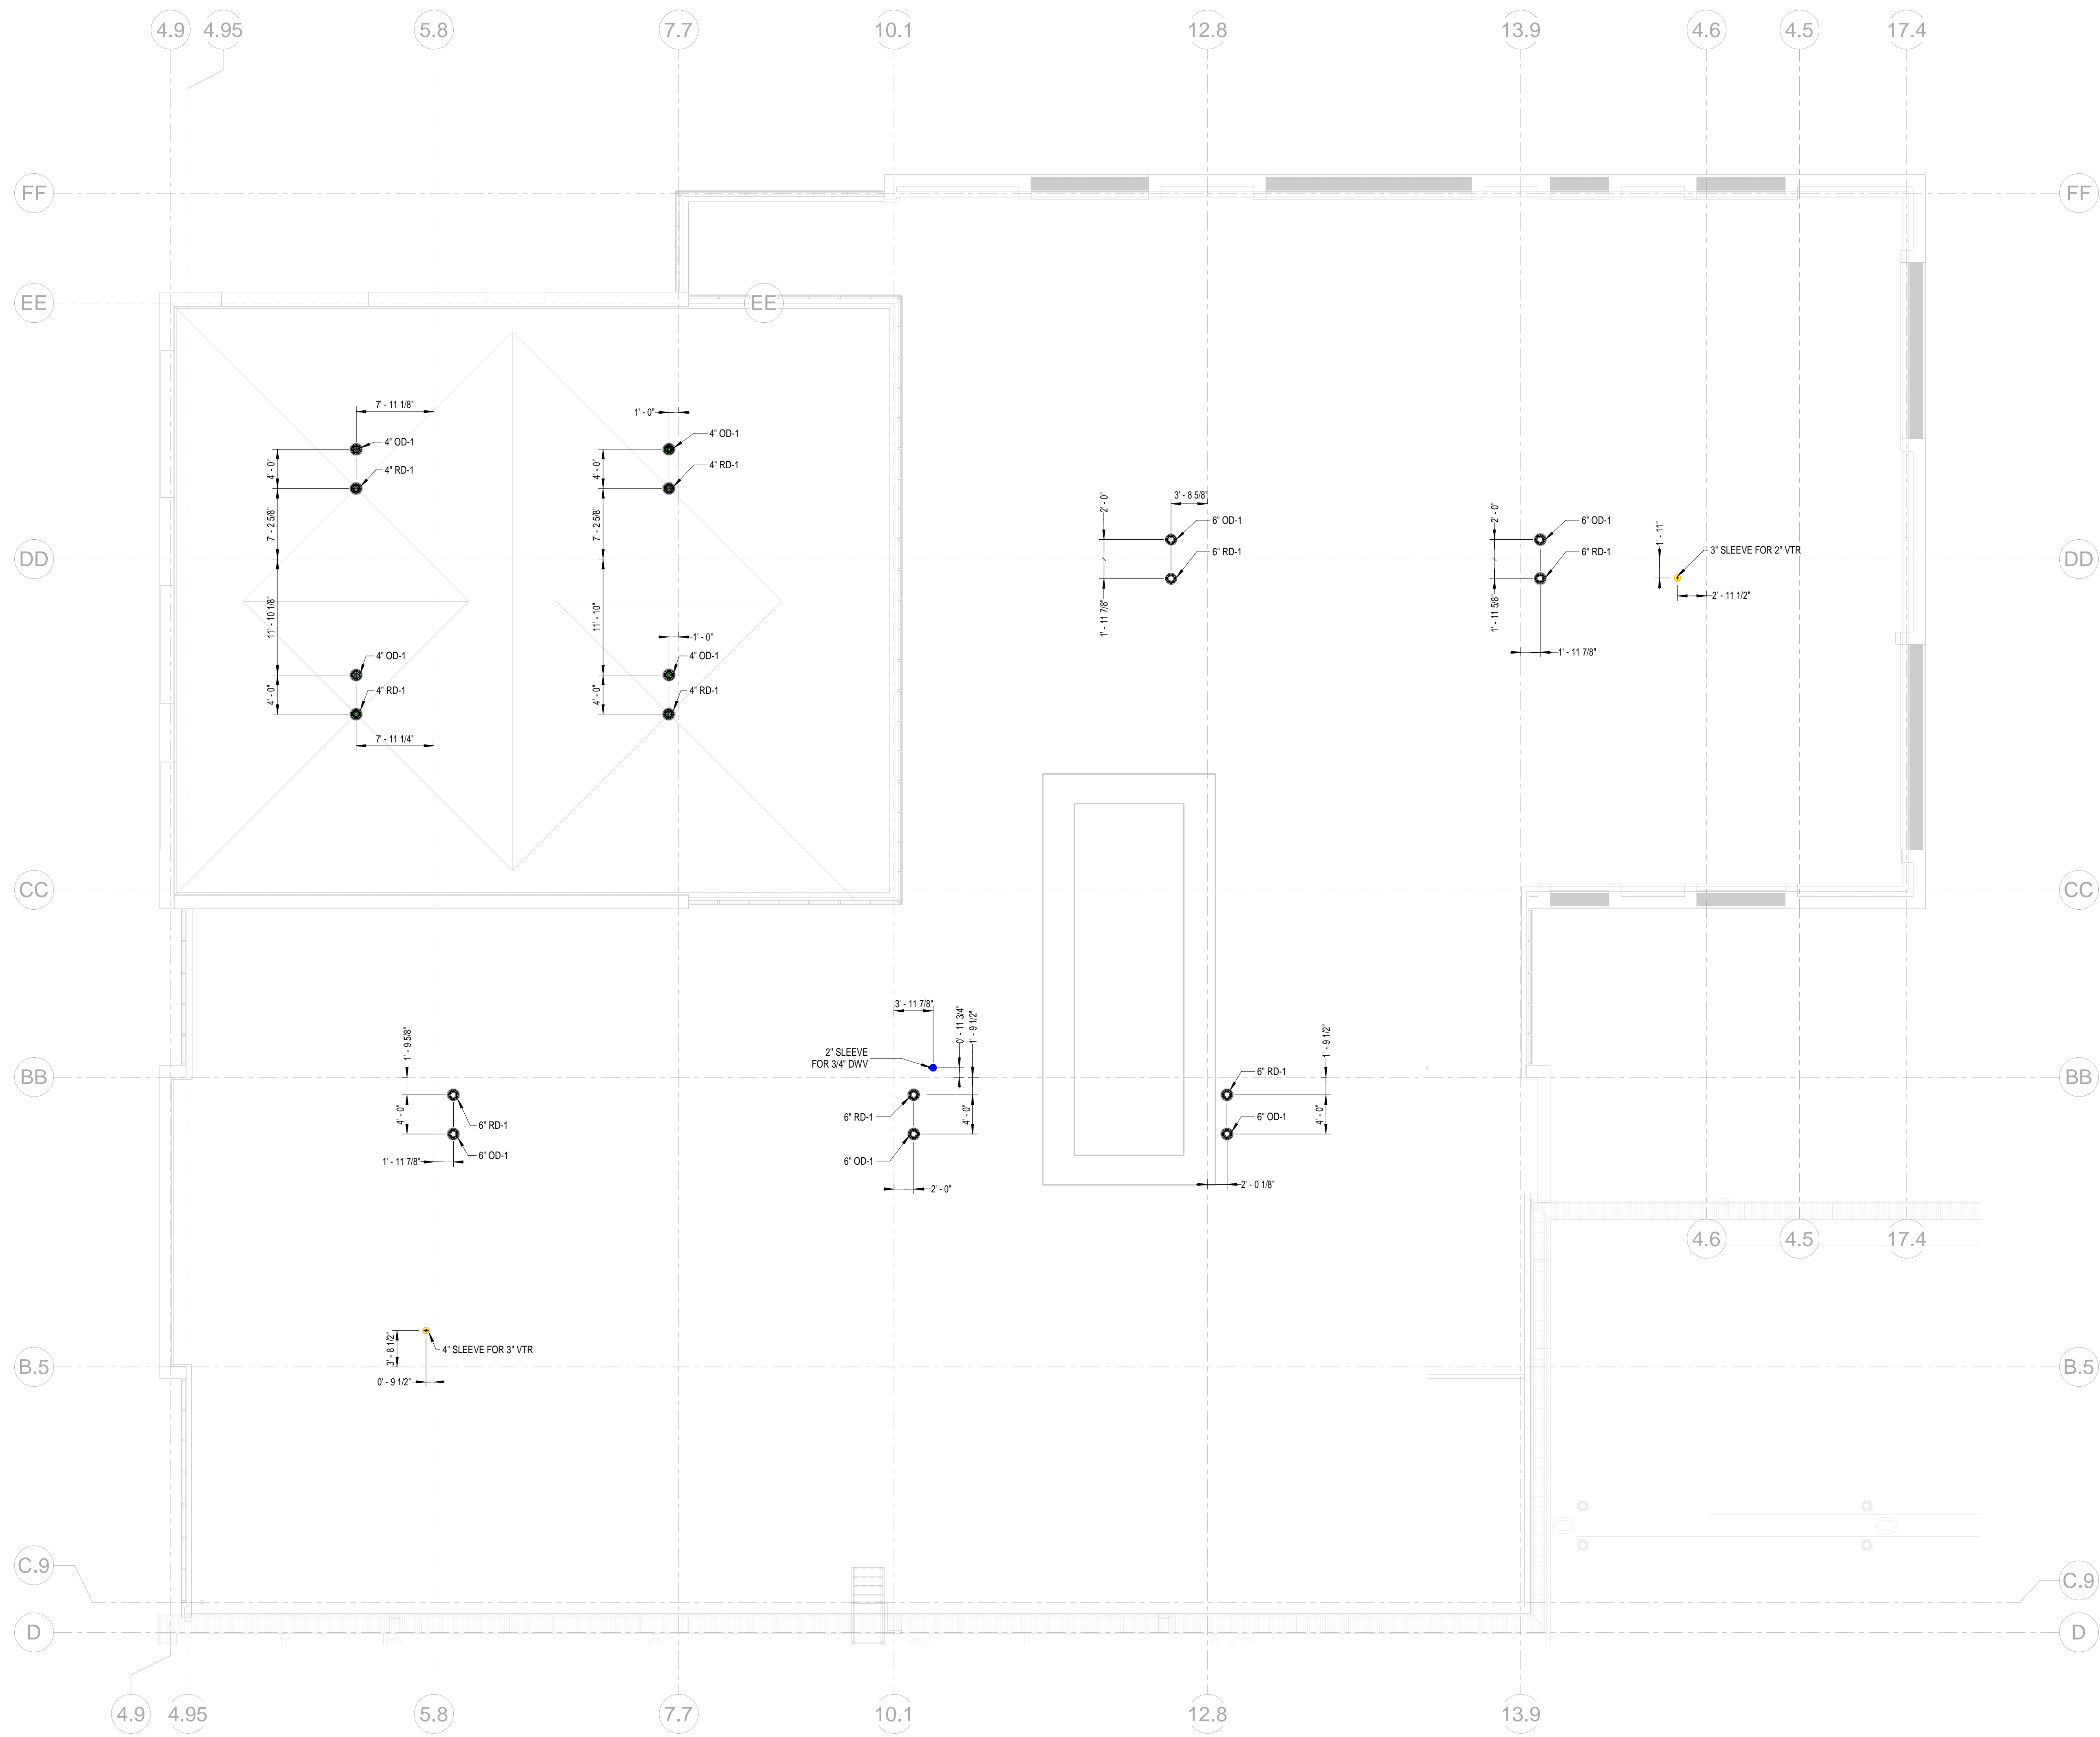 4.9 4.95 5.8 7.7 10.1 12.8 13.9 4.6 4.5 17.4
FF FF
EE EE EE
7' - 11 1/8"
1' - 0"
4" OD-1
4" OD-1
4' - 0"
4' - 0"
4" RD-1
4" RD-1
7' - 2 5/8"
7' - 2 5/8"
2' - 0"
3' - 8 5/8"
6" OD-1
6" RD-1
1' - 11 7/8"
2' - 0"
6" OD-1
6" RD-1
1' - 11 5/8"
1' - 11 7/8"
1' - 11"
3" SLEEVE FOR 2" VTR
2' - 11 1/2"
DD DD
11' - 10 1/8"
11' - 10"
1' - 0"
4" OD-1
4" OD-1
4' - 0"
4' - 0"
4" RD-1
4" RD-1
7' - 11 1/4"
CC CC
3' - 11 7/8"
0' - 11 3/4"
1' - 9 1/2"
1' - 9 5/8"
1' - 9 1/2"
2" SLEEVE
FOR 3/4" DWV
BB BB
6" RD-1
4' - 0"
6" RD-1
6" OD-1
1' - 11 7/8"
6" RD-1
4' - 0"
6" OD-1
2' - 0"
6" OD-1
4' - 0"
2' - 0 1/8"
4.6 4.5 17.4
3' - 8 1/2"
4" SLEEVE FOR 3" VTR
0' - 9 1/2"
B.5 B.5
C.9 C.9
D D
4.9 4.95 5.8 7.7 10.1 12.8 13.9